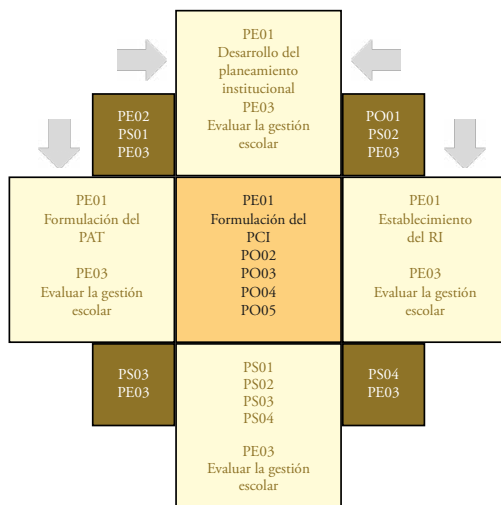 PE01
Desarrollo del
planeamiento
institucional
PE03
Evaluar la gestión
escolar
PE02
PS01
PE03
PO01
PS02
PE03
PE01
Formulación del
PAT
PE03
Evaluar la gestión
escolar
PE01
Formulación del
PCI
PO02
PO03
PO04
PO05
PE01
Establecimiento
del RI
PE03
Evaluar la gestión
escolar
PS03
PE03
PS01
PS02
PS03
PS04
PE03
Evaluar la gestión
escolar
PS04
PE03